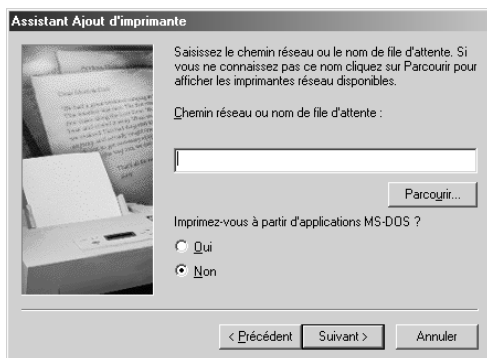 Assistant Ajout d'imprimante
Saisissez le chemin réseau ou le nom de file d'attente. Si
vous ne connaissez pas ce nom cliquez sur Parcourir pour
afficher les imprimantes réseau disponibles.
Chemin réseau ou nom de file d'attente :
Parcourir...
Imprimez-vous à partir d'applications MS-DOS ?
Oui
Non
< Précédent
Suivant >
Annuler